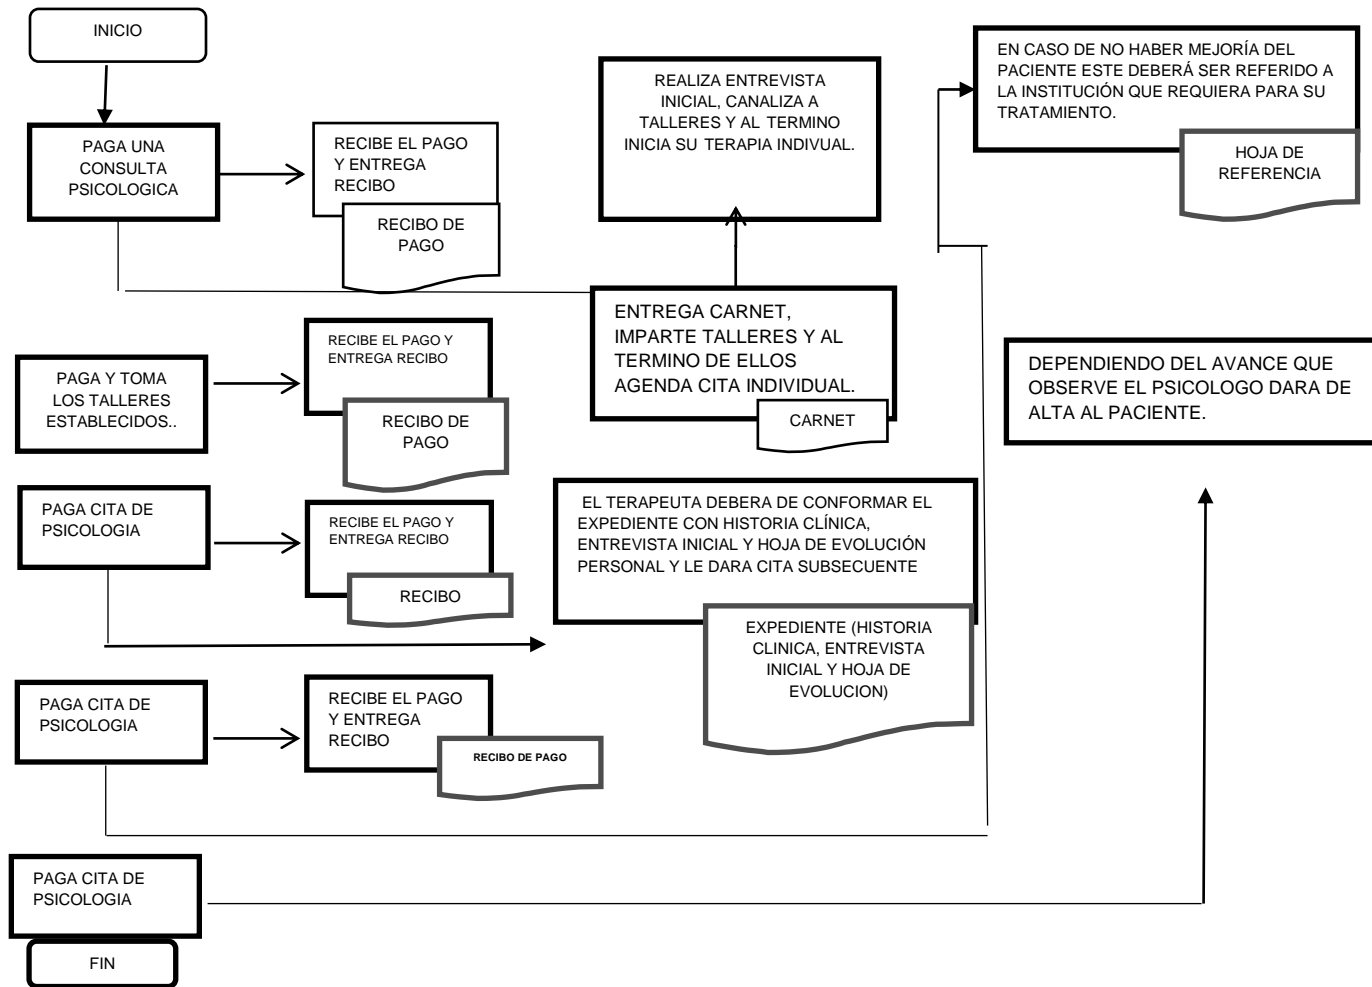 INICIO
PAGA UNA
CONSULTA
PSICOLOGICA
RECIBE EL PAGO
Y ENTREGA
RECIBO
RECIBO DE
PAGO
REALIZA ENTREVISTA
INICIAL, CANALIZA A
TALLERES Y AL TERMINO
INICIA SU TERAPIA INDIVUAL.
EN CASO DE NO HABER MEJORÍA DEL
PACIENTE ESTE DEBERÁ SER REFERIDO A
LA INSTITUCIÓN QUE REQUIERA PARA SU
TRATAMIENTO.
HOJA DE
REFERENCIA
ENTREGA CARNET,
IMPARTE TALLERES Y AL
TERMINO DE ELLOS
AGENDA CITA INDIVIDUAL.
CARNET
PAGA Y TOMA
LOS TALLERES
ESTABLECIDOS..
RECIBE EL PAGO Y
ENTREGA RECIBO
RECIBO DE
PAGO
DEPENDIENDO DEL AVANCE QUE
OBSERVE EL PSICOLOGO DARA DE
ALTA AL PACIENTE.
PAGA CITA DE
PSICOLOGIA
RECIBE EL PAGO Y
ENTREGA RECIBO
RECIBO
EL TERAPEUTA DEBERA DE CONFORMAR EL
EXPEDIENTE CON HISTORIA CLÍNICA,
ENTREVISTA INICIAL Y HOJA DE EVOLUCIÓN
PERSONAL Y LE DARA CITA SUBSECUENTE
EXPEDIENTE (HISTORIA
CLINICA, ENTREVISTA
INICIAL Y HOJA DE
EVOLUCION)
PAGA CITA DE
PSICOLOGIA
RECIBE EL PAGO
Y ENTREGA
RECIBO
RECIBO DE PAGO
PAGA CITA DE
PSICOLOGIA
FIN